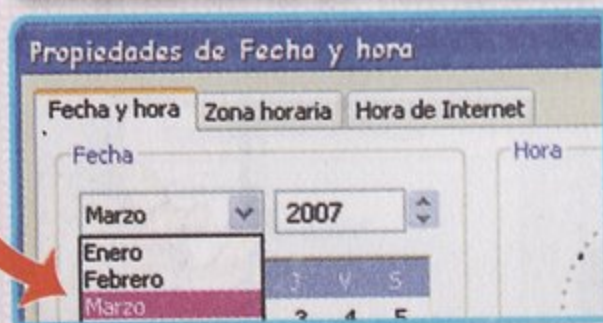 Propiedades de Fecha y hora
Fecha y hora Zona horaria Hora de Internet
Fecha Hora
Marzo 2007
Enero
Febrero J V S
Marzo 3 4 5